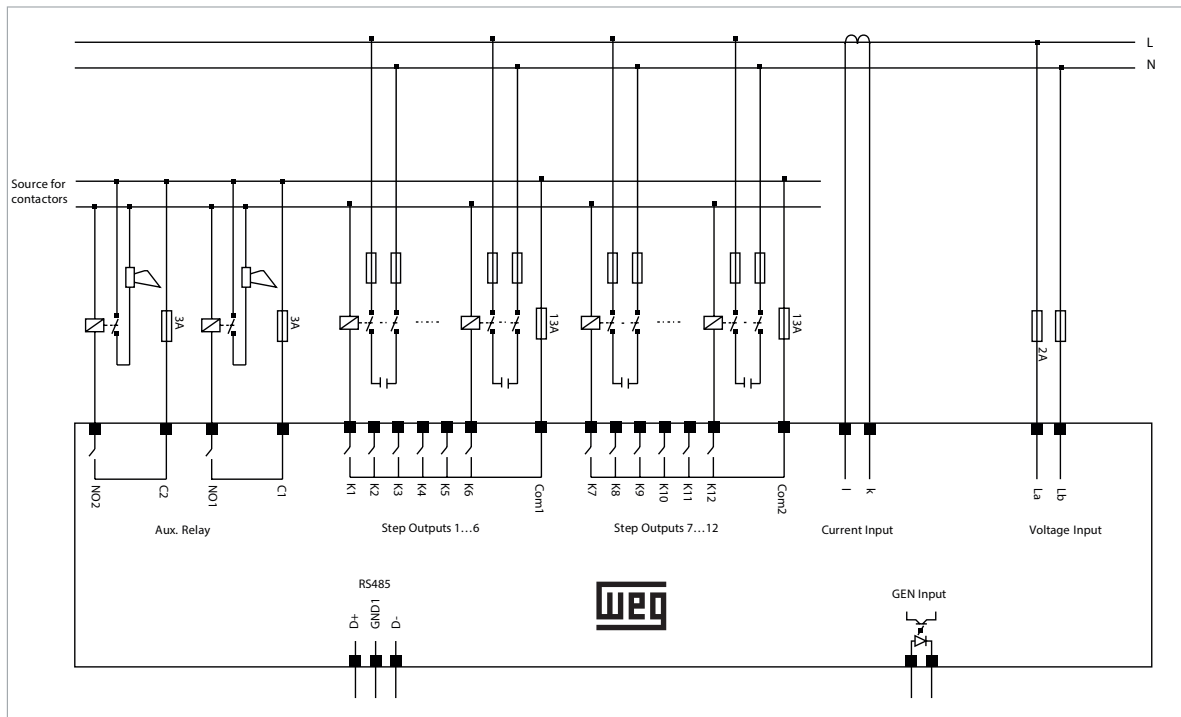 L
N
Source for
contactors
3A
3A
13A
13A
2A
NO2
C2
NO1
C1
K1
K2
K3
K4
K5
K6
Com1
K7
K8
K9
K10
K11
K12
Com2
l
k
La
Lb
Aux. Relay
Step Outputs 1...6
Step Outputs 7...12
Current Input
Voltage Input
RS485
D+
GND1
D-
weg
GEN Input